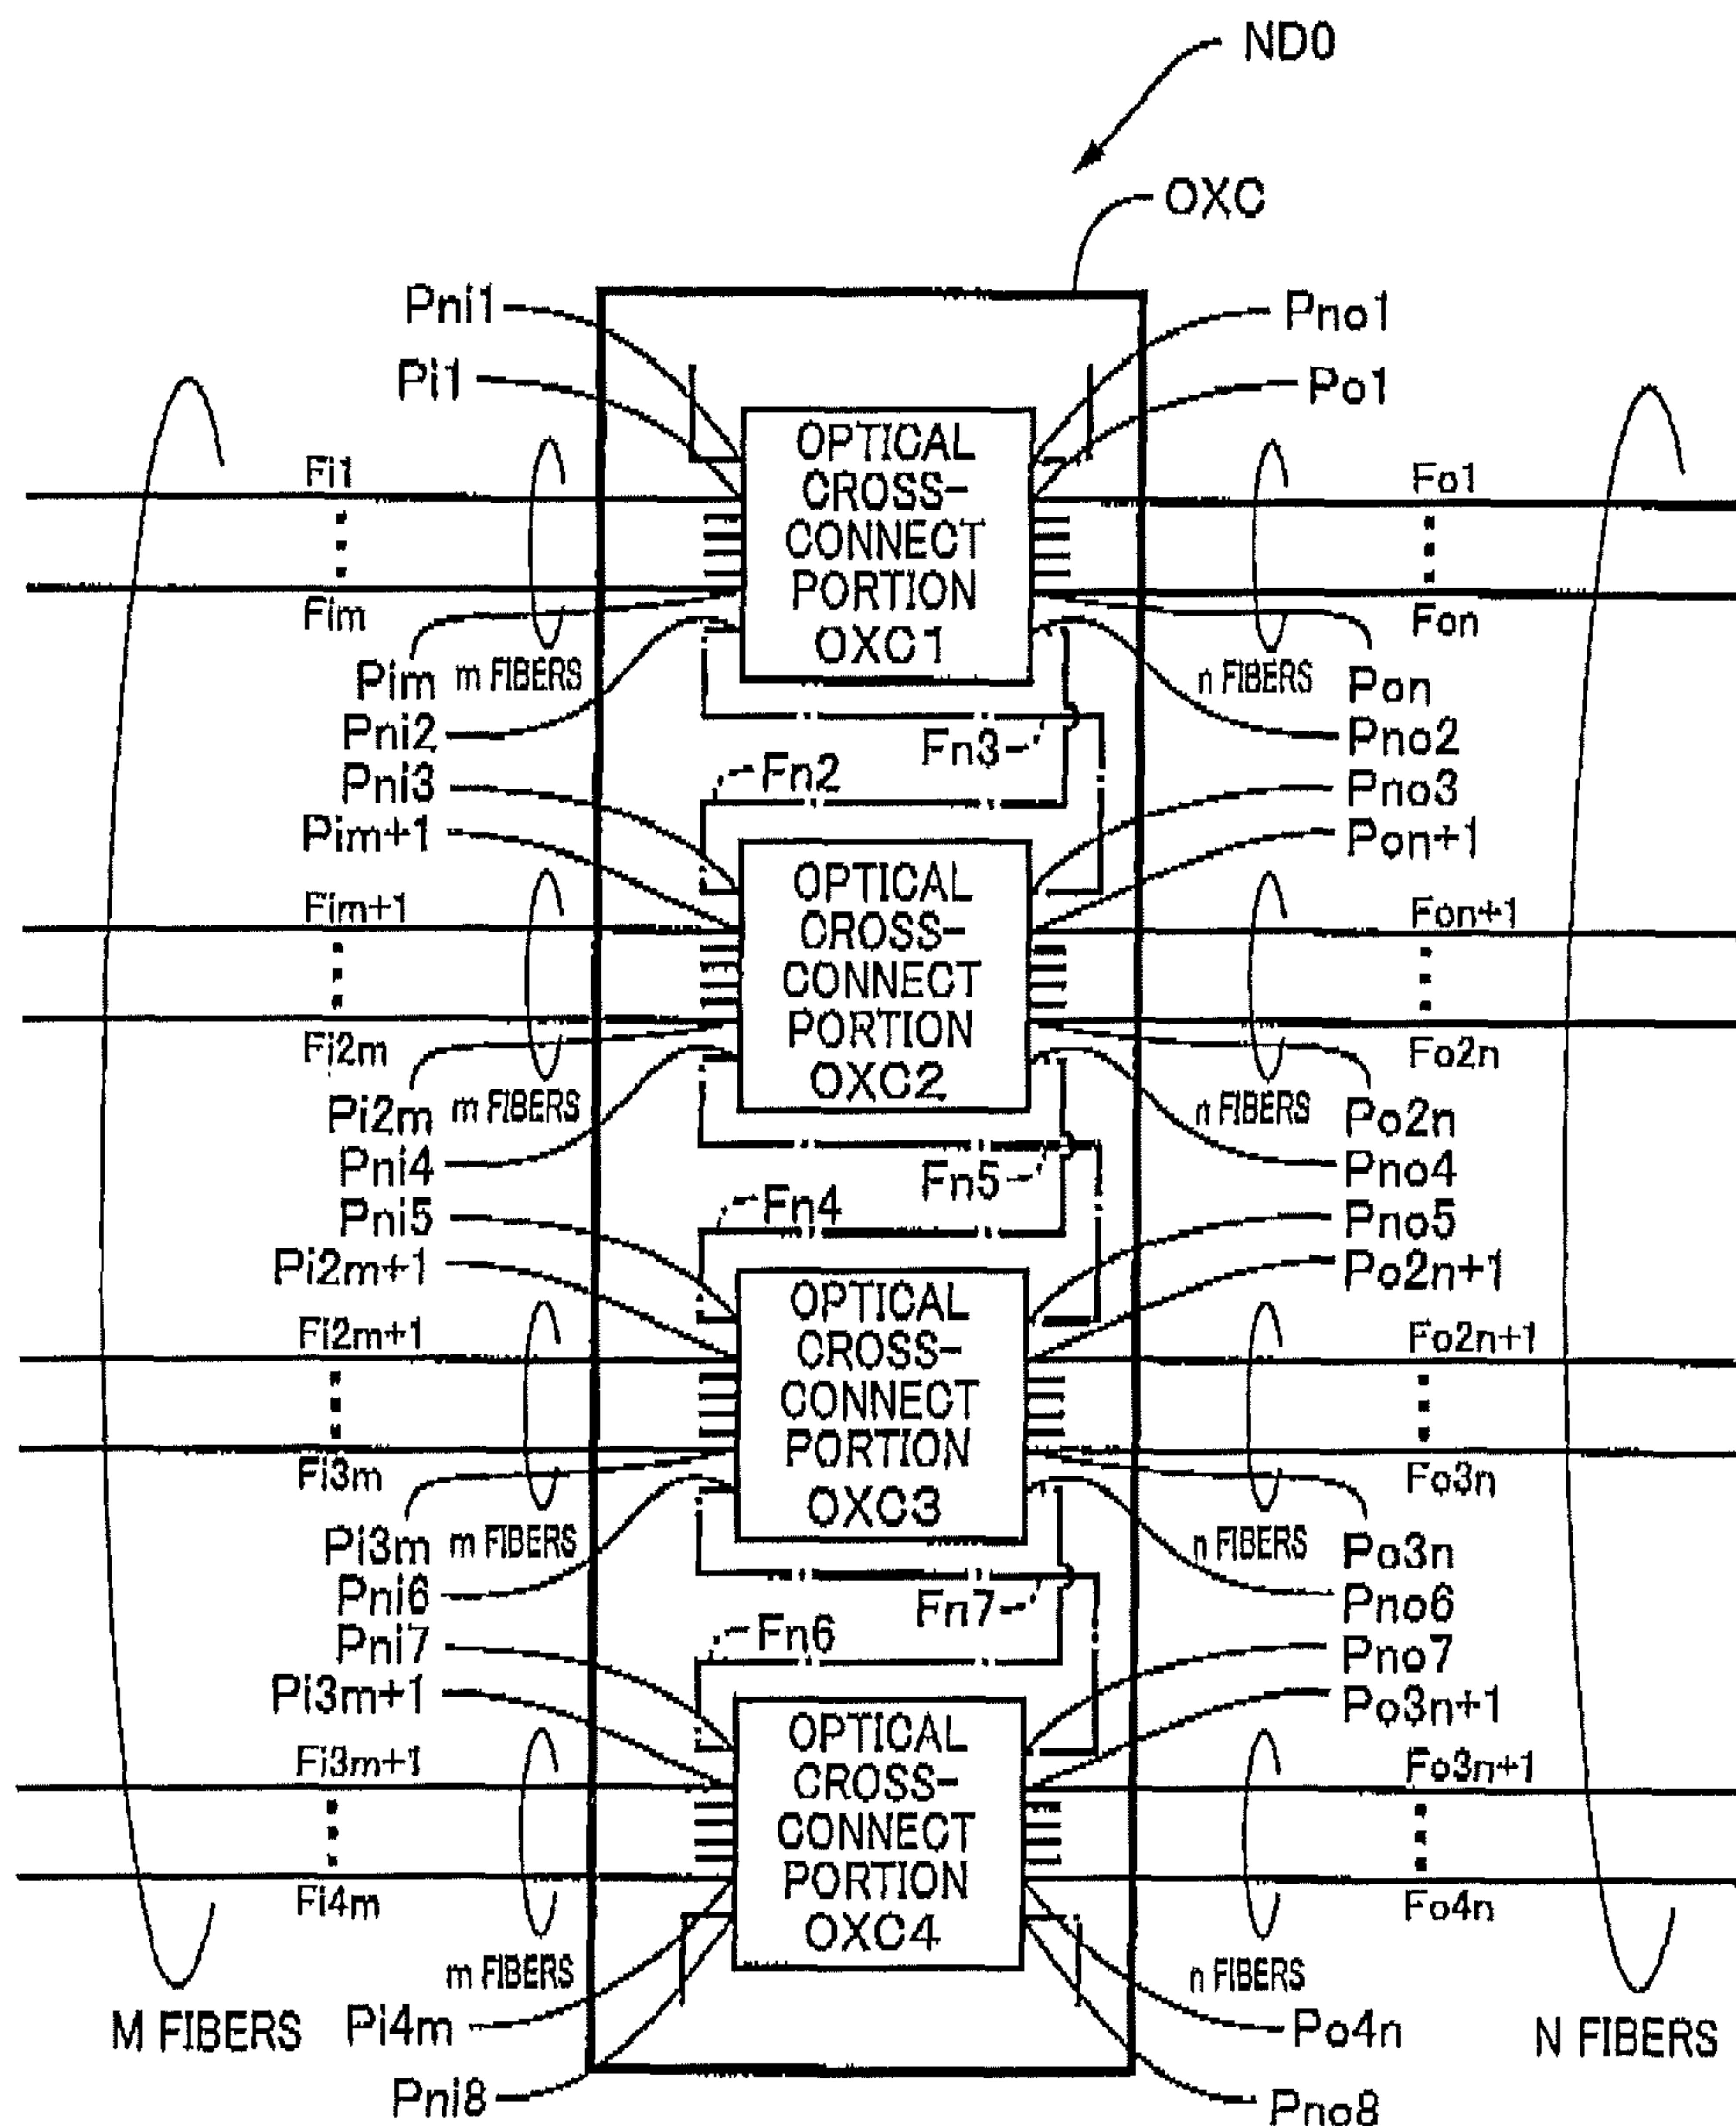 ND0
OXC
Pni1
Pno1
Pi1
Po1
OPTICAL
CROSS-
CONNECT
PORTION
OXC1
Fi1
Fo1
Fim
Fon
Pim
m FIBERS
n FIBERS
Pon
Pni2
Pno2
Fn3
Pni3
Fn2
Pno3
Pim+1
Pon+1
OPTICAL
CROSS-
CONNECT
PORTION
OXC2
Fim+1
Fon+1
Fi2m
Fo2n
Pi2m
m FIBERS
n FIBERS
Po2n
Pni4
Pno4
Fn5
Pni5
Fn4
Pno5
Pi2m+1
Po2n+1
OPTICAL
CROSS-
CONNECT
PORTION
OXC3
Fi2m+1
Fo2n+1
Fi3m
Fo3n
Pi3m
m FIBERS
n FIBERS
Po3n
Pni6
Pno6
Fn7
Pni7
Fn6
Pno7
Pi3m+1
Po3n+1
OPTICAL
CROSS-
CONNECT
PORTION
OXC4
Fi3m+1
Fo3n+1
Fi4m
Fo4n
m FIBERS
n FIBERS
M FIBERS
Pi4m
Po4n
N FIBERS
Pni8
Pno8